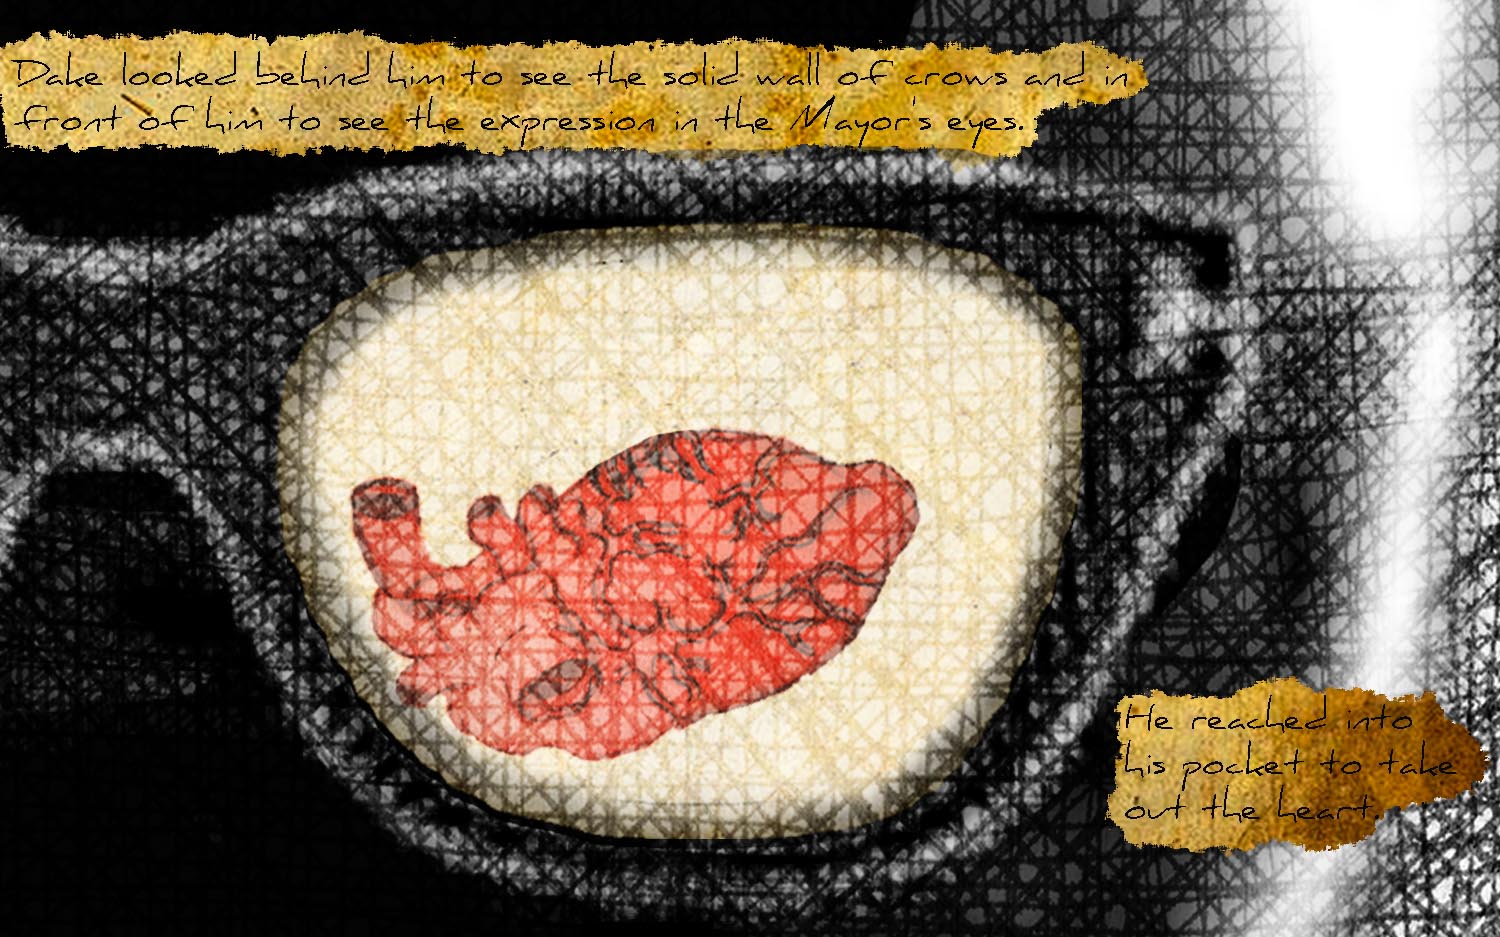 Dake looked behind him to see the solid wall of crows and in
front of him to see the expression in the Mayor's eyes.
He reached into
his pocket to take
out the heart.